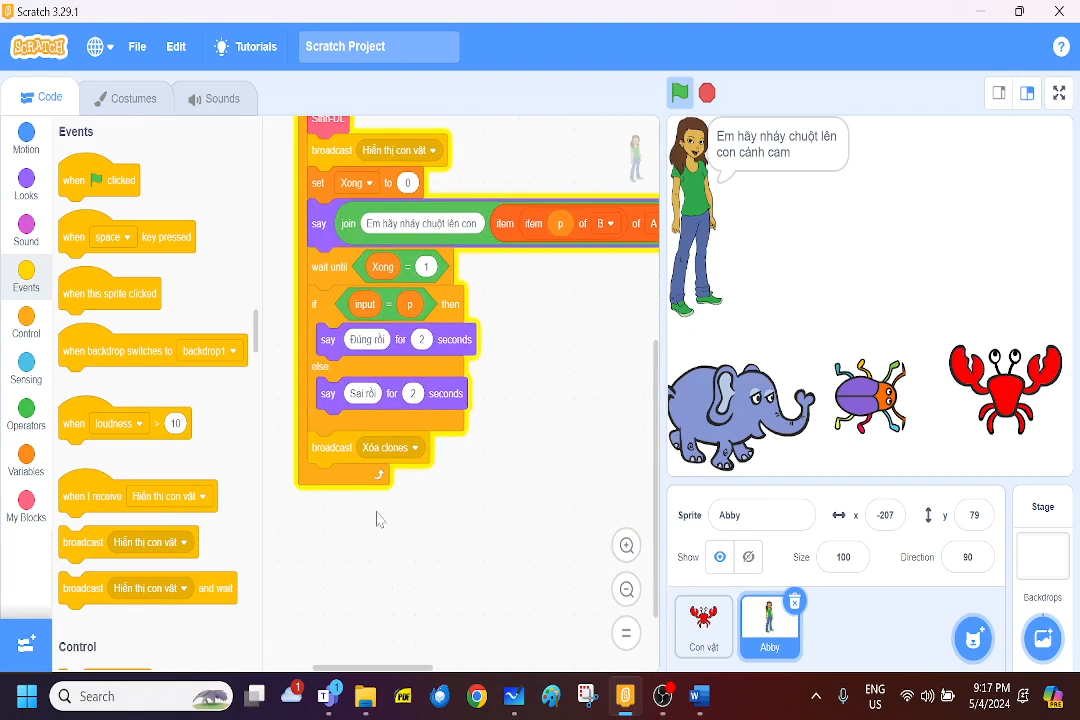 Scratch 3.29.1
SCRATCH
File
Edit
Tutorials
Scratch Project
?
Code
Costumes
Sounds
Motion
Looks
Sound
Events
Control
Sensing
Operators
Variables
My Blocks
Events
when clicked
when space key pressed
when this sprite clicked
when backdrop switches to backdrop1
when loudness > 10
when I receive Hiển thị con vật
broadcast Hiển thị con vật
broadcast Hiển thị con vật and wait
Control
Sinh-DL
broadcast Hiển thị con vật
set Xong to 0
say join Em hãy nháy chuột lên con item item p of B of A
wait until Xong = 1
if input = p then
say Đúng rồi for 2 seconds
else
say Sai rồi for 2 seconds
broadcast Xóa clones
Em hãy nháy chuột lên
con cánh cam
Sprite Abby x -207 y 79
Show Size 100 Direction 90
Con vật
Abby
Stage
Backdrops
Search
1
1
PDF
ENG
US
9:17 PM
5/4/2024
PRE